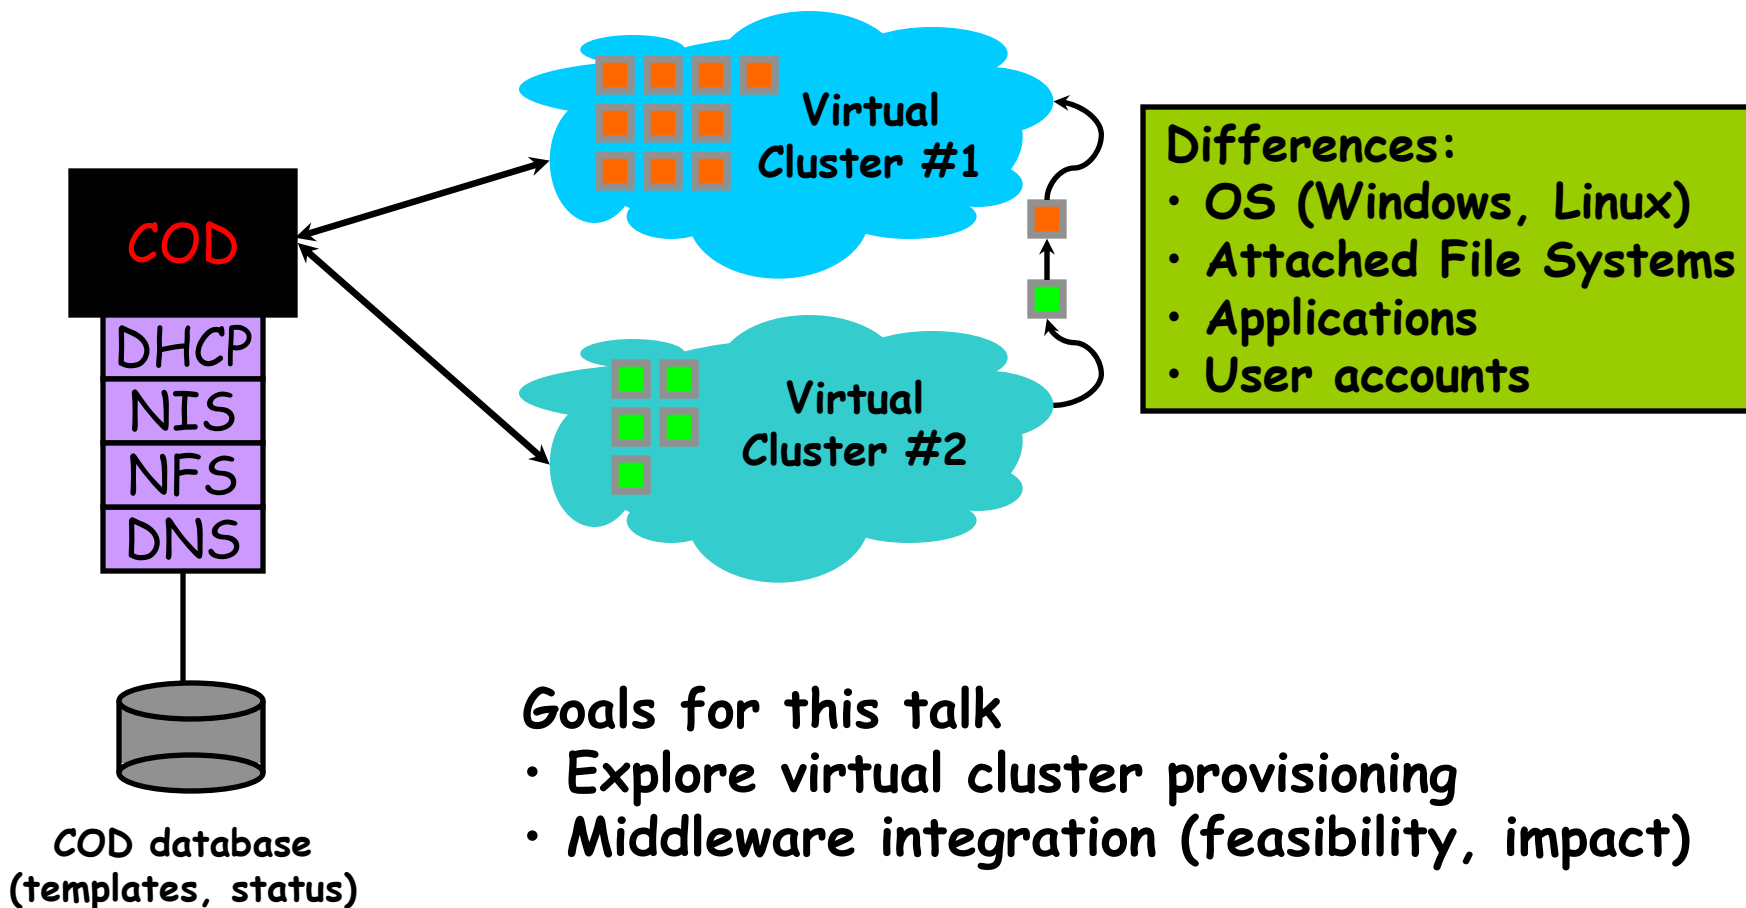 COD
DHCP
NIS
NFS
DNS
COD database
(templates, status)
Virtual
Cluster #1
Virtual
Cluster #2
Differences:
• OS (Windows, Linux)
• Attached File Systems
• Applications
• User accounts
Goals for this talk
• Explore virtual cluster provisioning
• Middleware integration (feasibility, impact)